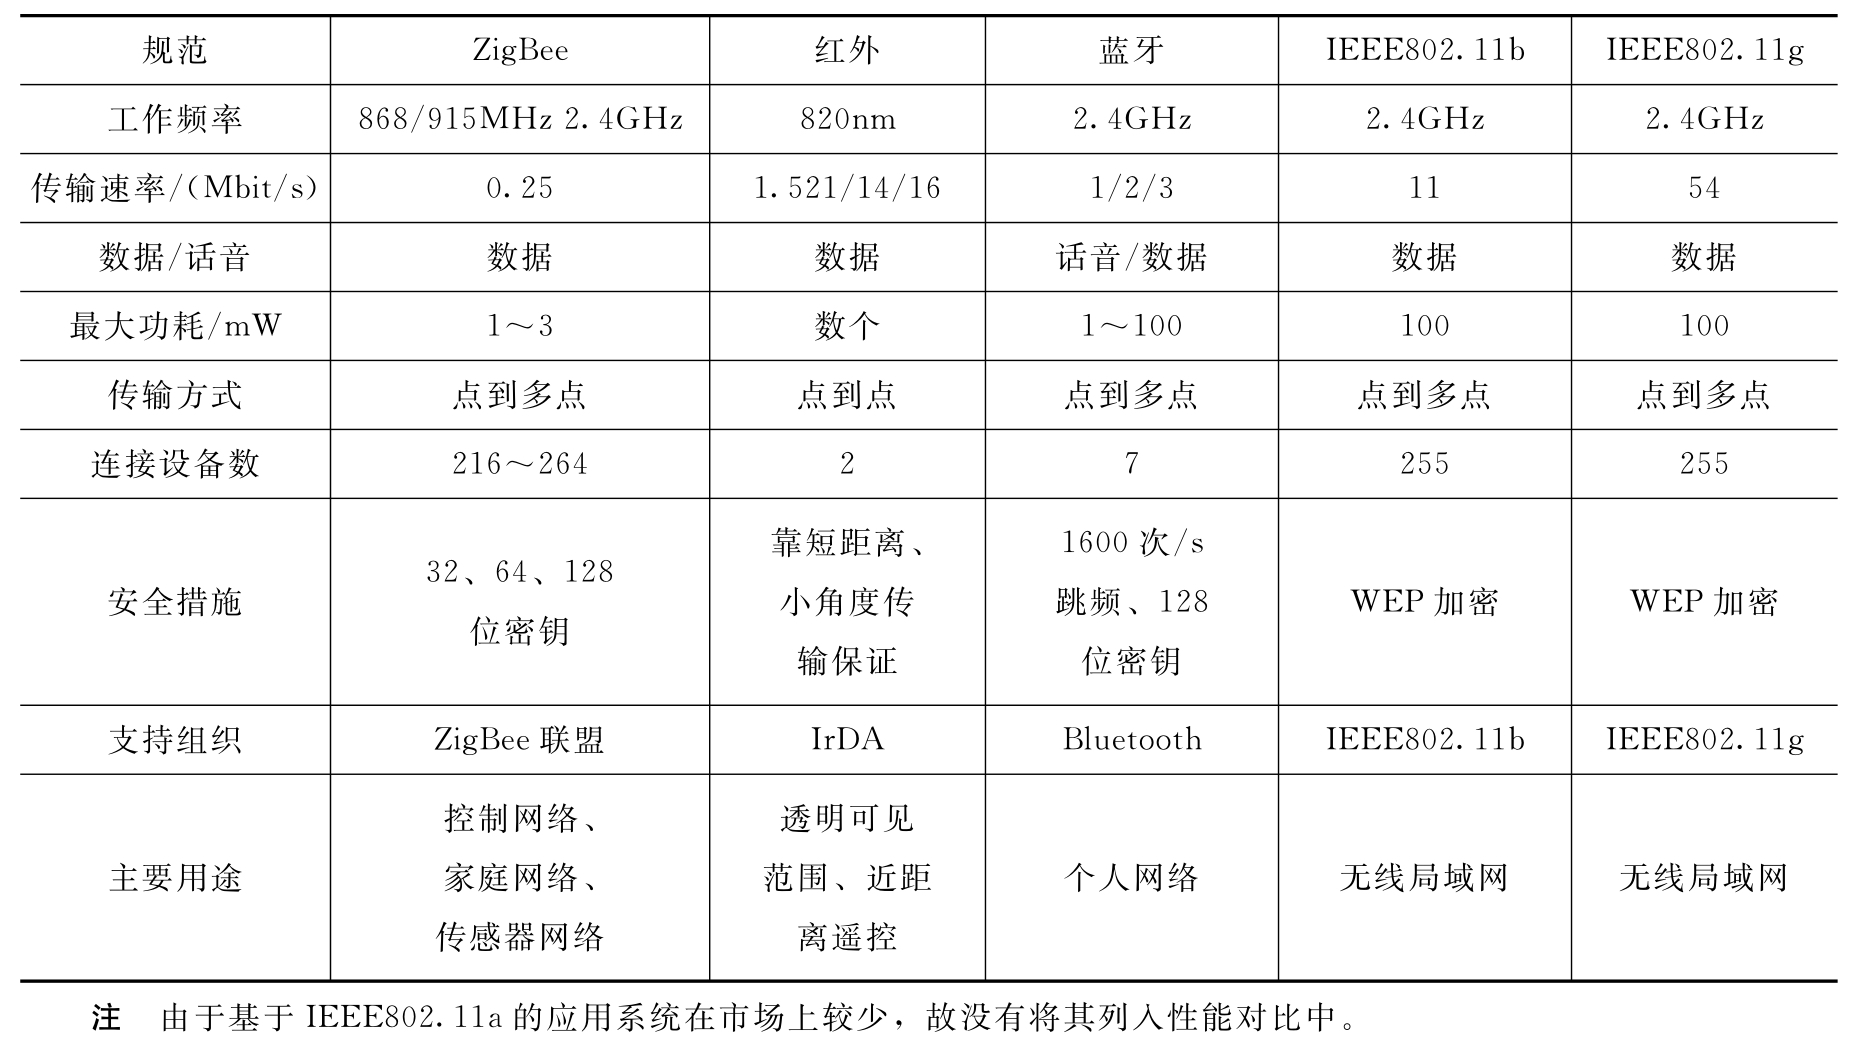 规范 ZigBee 红外 蓝牙 IEEE802.11b IEEE802.11g
工作频率 868/915MHz 2.4GHz 820nm 2.4GHz 2.4GHz 2.4GHz
传输速率/(Mbit/s) 0.25 1.521/14/16 1/2/3 11 54
数据/话音 数据 数据 话音/数据 数据 数据
最大功耗/mW 1～3 数个 1～100 100 100
传输方式 点到多点 点到点 点到多点 点到多点 点到多点
连接设备数 216～264 2 7 255 255
安全措施
32、64、128
位密钥
靠短距离、
小角度传
输保证
1600 次/s
跳频、128
位密钥
WEP 加密
WEP 加密
支持组织 ZigBee 联盟 IrDA Bluetooth IEEE802.11b IEEE802.11g
主要用途
控制网络、
家庭网络、
传感器网络
透明可见
范围、近距
离遥控
个人网络
无线局域网
无线局域网
注 由于基于 IEEE802.11a 的应用系统在市场上较少，故没有将其列入性能对比中。